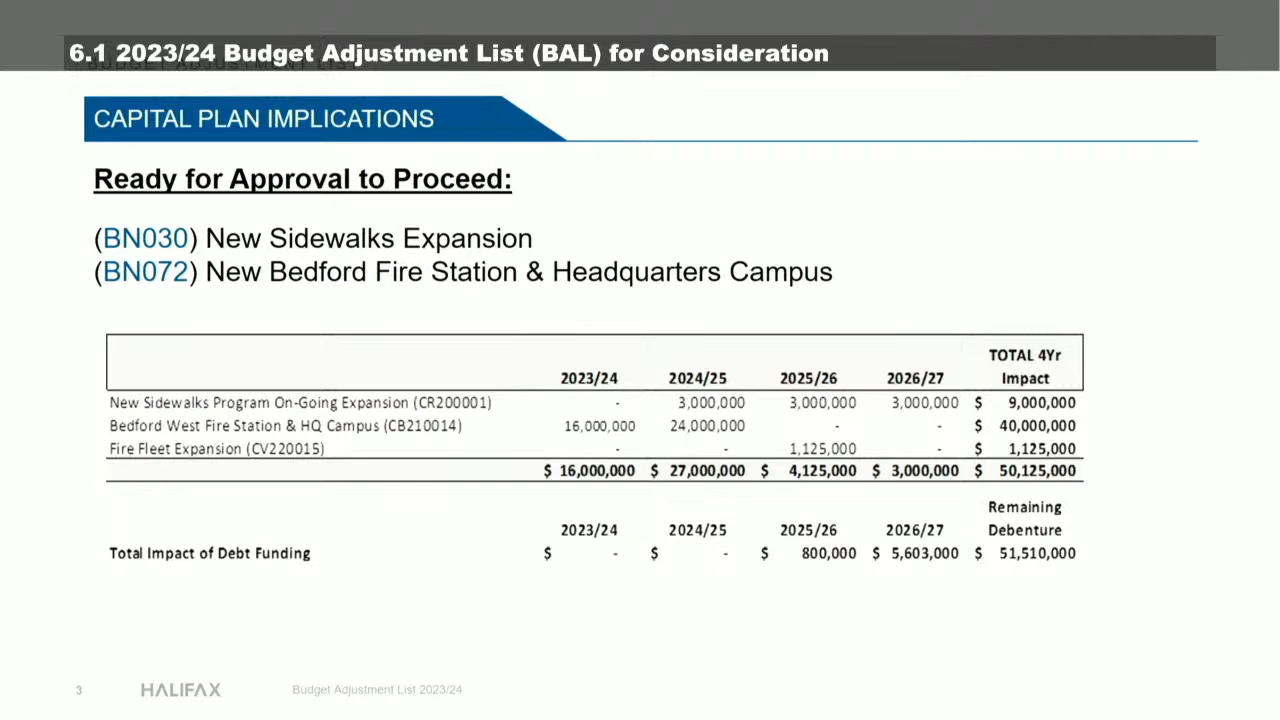 6.1 2023/24 Budget Adjustment List (BAL) for Consideration
BUDGET ADJUSTMENT LIST
CAPITAL PLAN IMPLICATIONS
Ready for Approval to Proceed:
(BN030) New Sidewalks Expansion
(BN072) New Bedford Fire Station & Headquarters Campus
TOTAL 4Yr
2023/24 2024/25 2025/26 2026/27 Impact
New Sidewalks Program On-Going Expansion (CR200001) - 3,000,000 3,000,000 3,000,000 $ 9,000,000
Bedford West Fire Station & HQ Campus (CB210014) 16,000,000 24,000,000 - - $ 40,000,000
Fire Fleet Expansion (CV220015) - - 1,125,000 - $ 1,125,000
$ 16,000,000 $ 27,000,000 $ 4,125,000 $ 3,000,000 $ 50,125,000
Remaining
2023/24 2024/25 2025/26 2026/27 Debenture
Total Impact of Debt Funding $ - $ - $ 800,000 $ 5,603,000 $ 51,510,000
3 HALIFAX Budget Adjustment List 2023/24